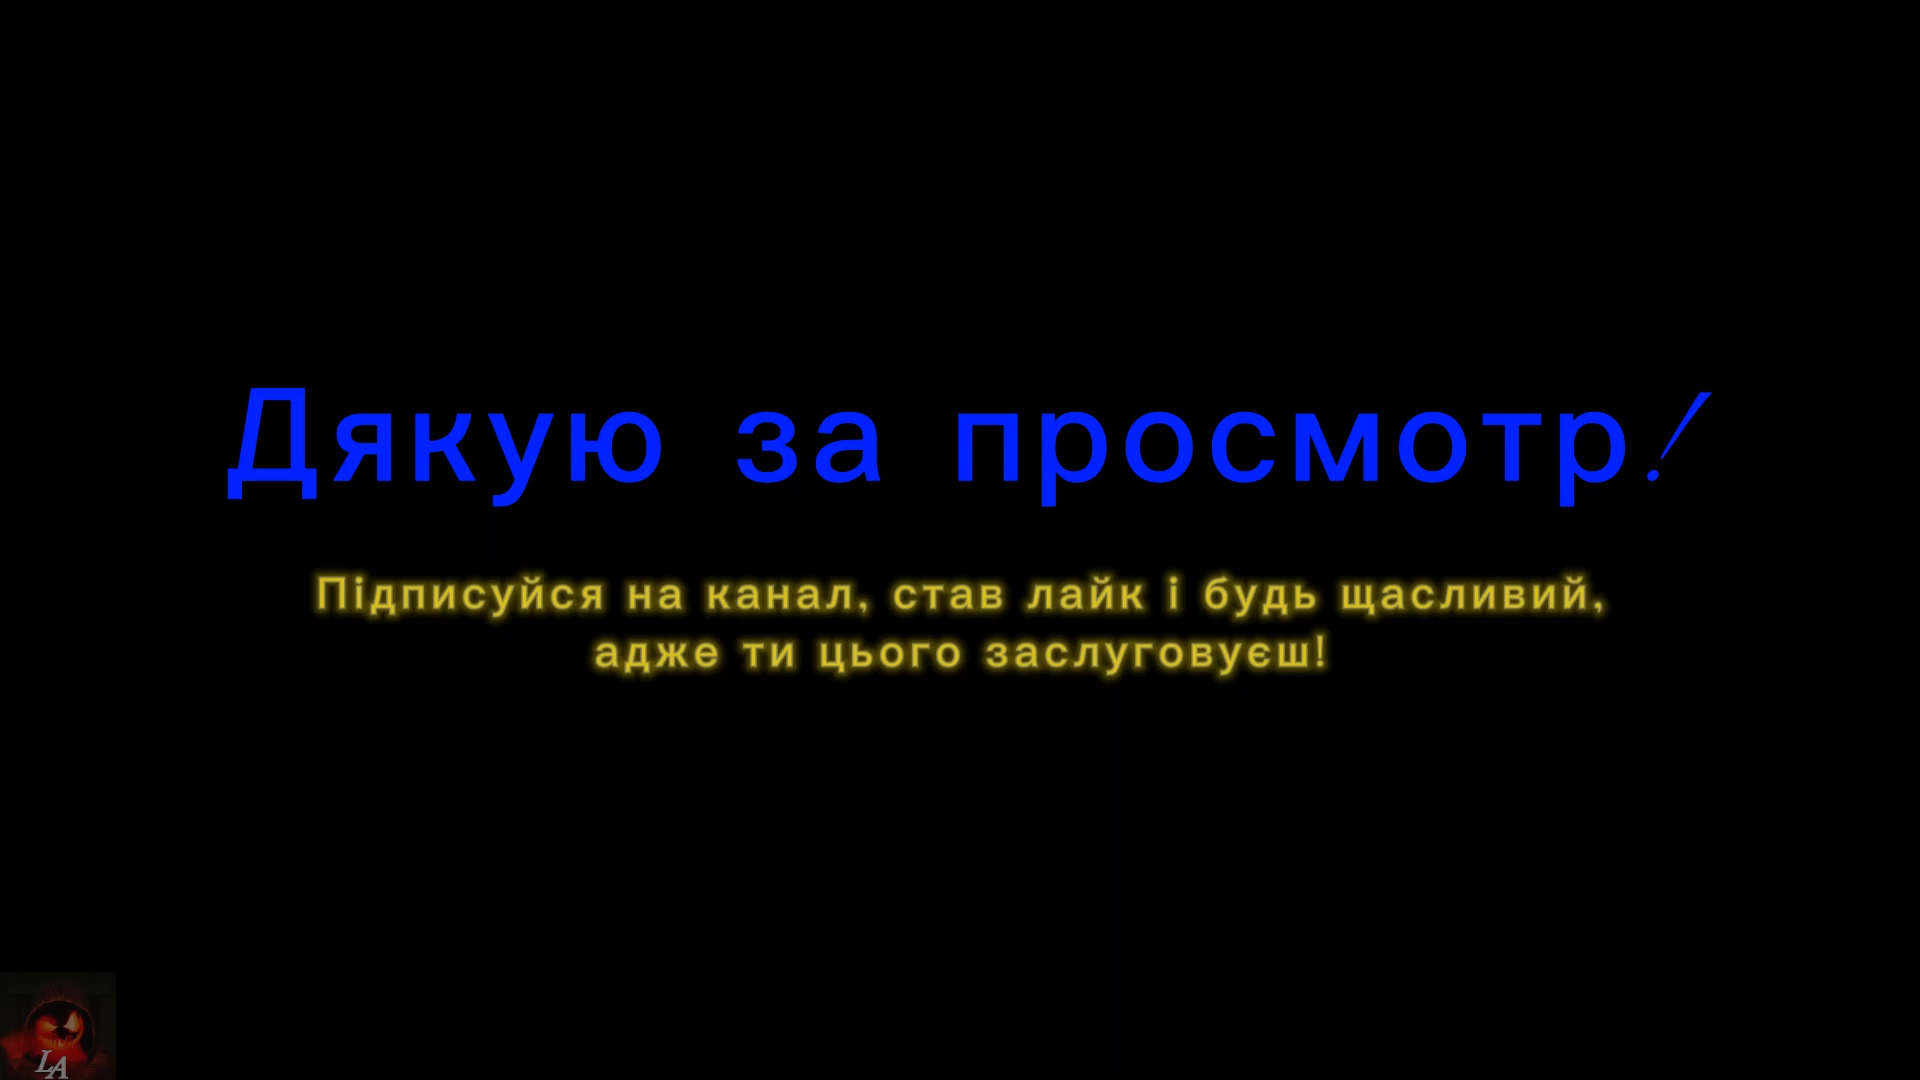 Дякую за просмотр!
Підписуйся на канал, став лайк і будь щасливий,
адже ти цього заслуговуєш!
LA